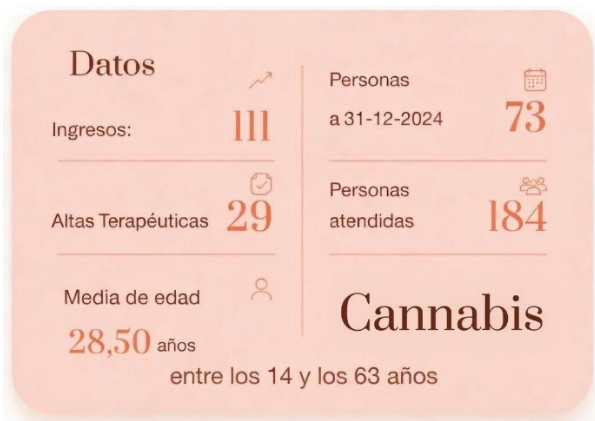 Datos
Ingresos: 111
Altas Terapéuticas 29
Media de edad
28,50 años
Personas
a 31-12-2024 73
Personas
atendidas 184
Cannabis
entre los 14 y los 63 años